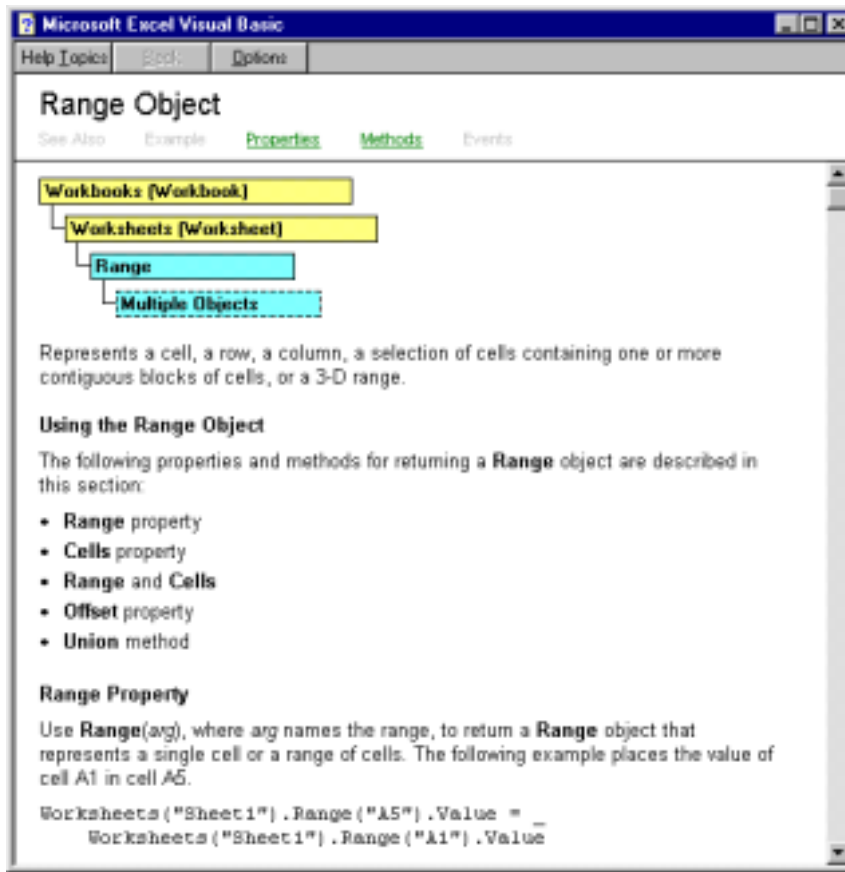 Microsoft Excel Visual Basic
Help Topics Back Options
Range Object
See Also Example Properties Methods Events
Workbooks (Workbook)
Worksheets (Worksheet)
Range
Multiple Objects
Represents a cell, a row, a column, a selection of cells containing one or more
contiguous blocks of cells, or a 3-D range.
Using the Range Object
The following properties and methods for returning a Range object are described in
this section:
• Range property
• Cells property
• Range and Cells
• Offset property
• Union method
Range Property
Use Range(arg), where arg names the range, to return a Range object that
represents a single cell or a range of cells. The following example places the value of
cell A1 in cell A5.
Worksheets("Sheet1").Range("A5").Value = _
Worksheets("Sheet1").Range("A1").Value